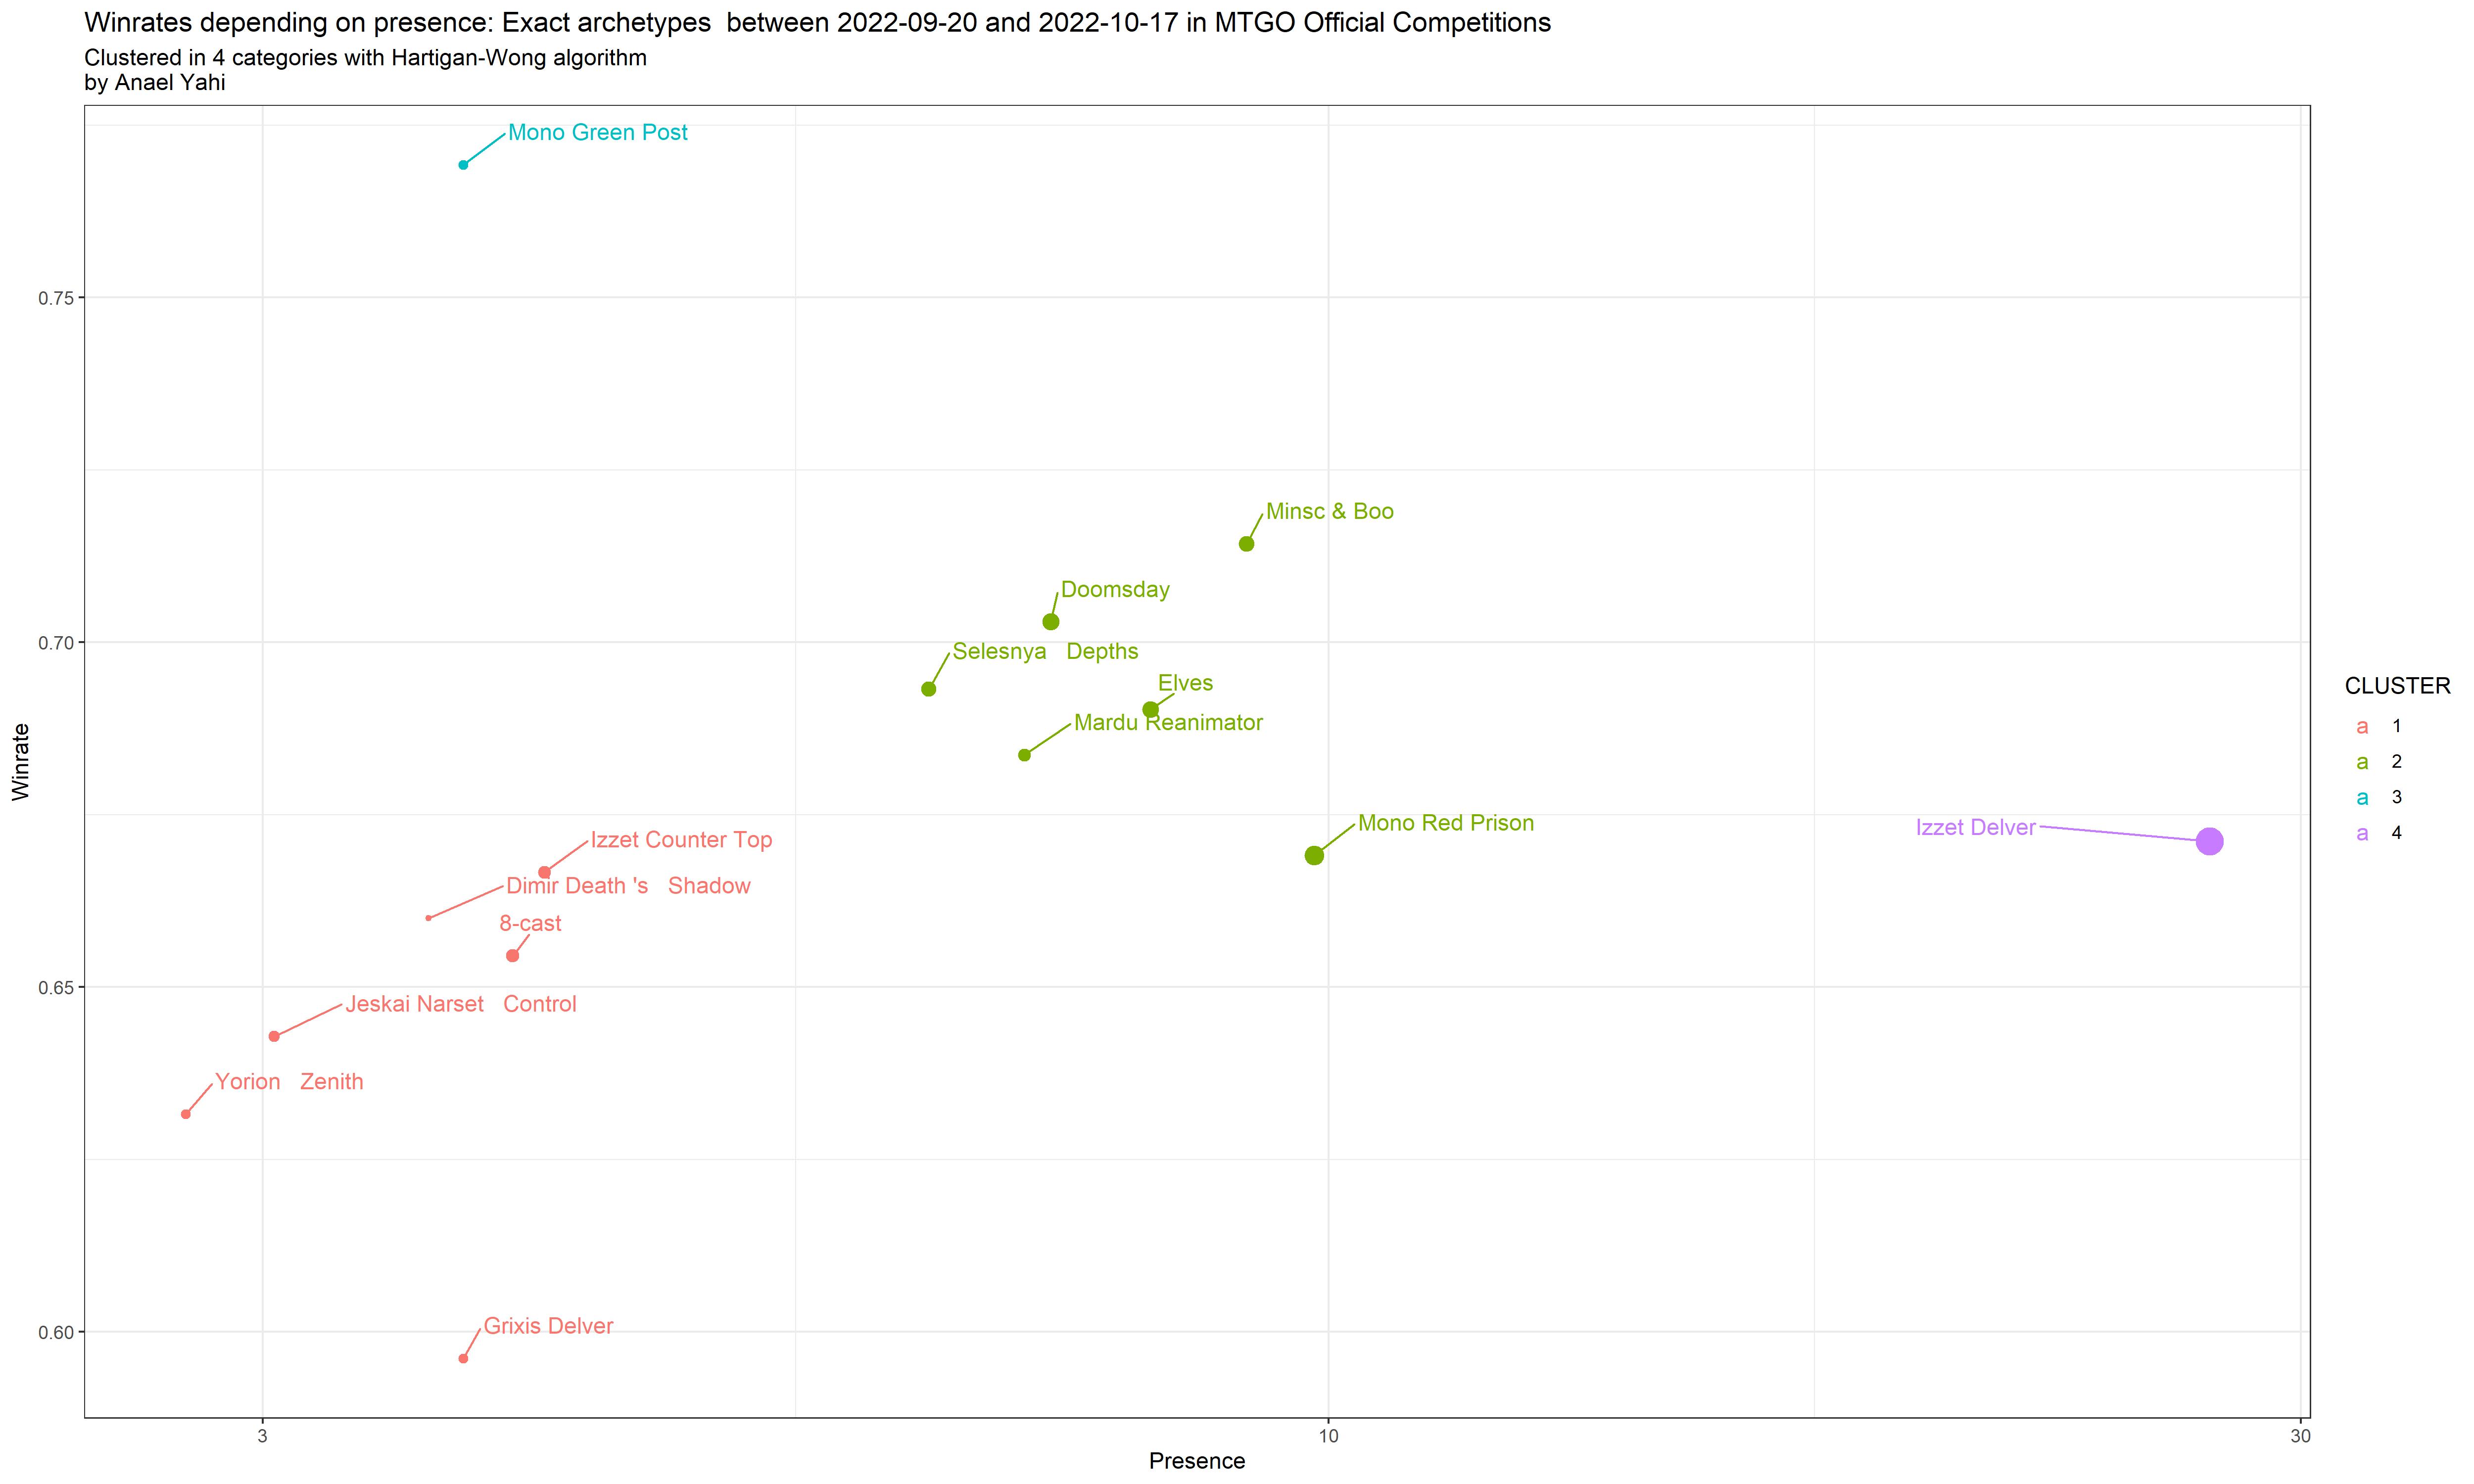 Winrates depending on presence: Exact archetypes  between 2022-09-20 and 2022-10-17 in MTGO Official Competitions
Clustered in 4 categories with Hartigan-Wong algorithm
by Anael Yahi
Mono Green Post
0.75
Minsc & Boo
Doomsday
0.70
Selesnya   Depths
Elves
Mardu Reanimator
CLUSTER
a 1
a 2
a 3
a 4
Winrate
Mono Red Prison
Izzet Delver
Izzet Counter Top
Dimir Death 's   Shadow
8-cast
0.65
Jeskai Narset   Control
Yorion   Zenith
Grixis Delver
0.60
3
10
30
Presence